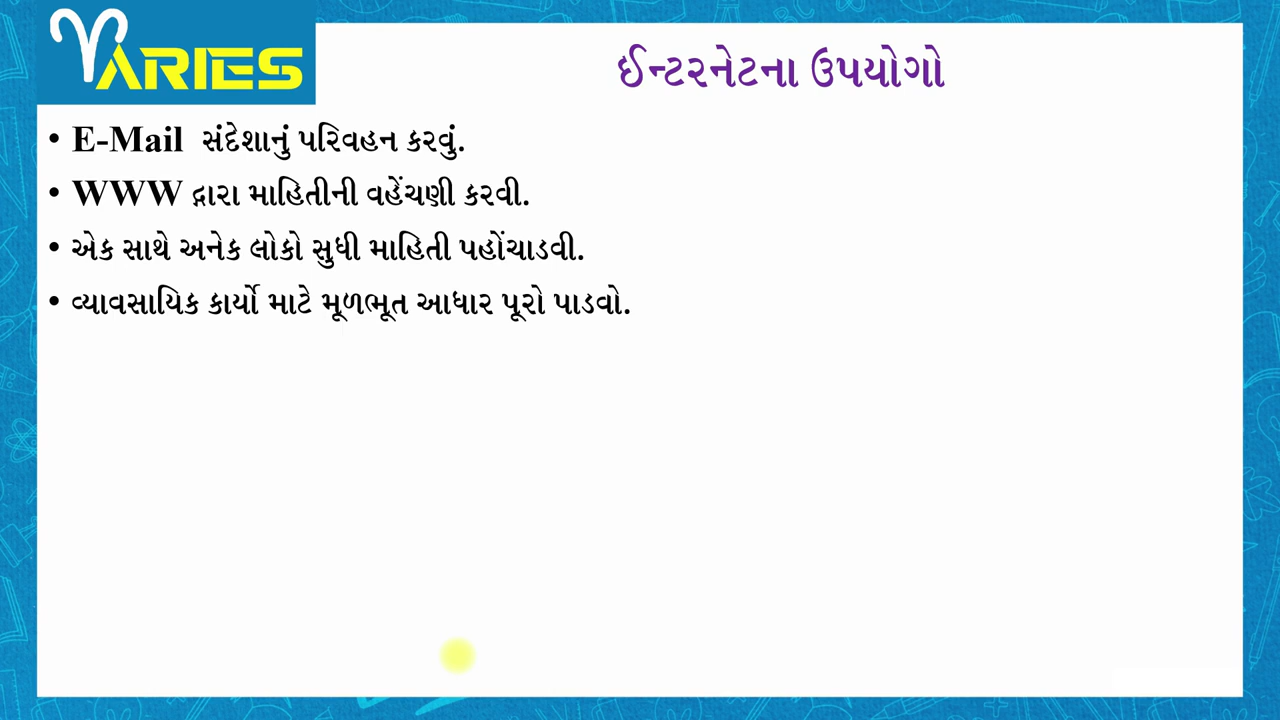 ARIES
ઈન્ટરનેટના ઉપયોગો
• E-Mail સંદેશાનું પરિવહન કરવું.
• WWW દ્વારા માહિતીની વહેંચણી કરવી.
• એક સાથે અનેક લોકો સુધી માહિતી પહોંચાડવી.
• વ્યાવસાયિક કાર્યો માટે મૂળભૂત આધાર પૂરો પાડવો.